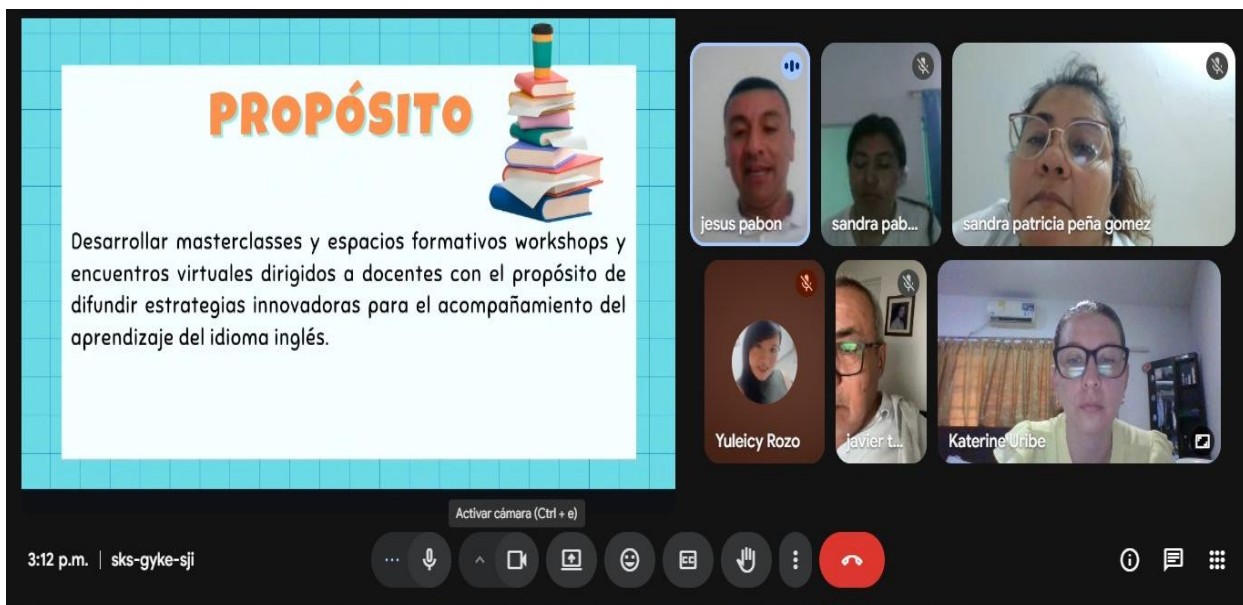 PROPÓSITO
Desarrollar masterclasses y espacios formativos workshops y
encuentros virtuales dirigidos a docentes con el propósito de
difundir estrategias innovadoras para el acompañamiento del
aprendizaje del idioma inglés.
jesus pabon
sandra pab...
sandra patricia peña gomez
Yuleicy Rozo
javier t...
Katerine Uribe
Activar cámara (Ctrl + e)
3:12 p.m. | sks-gyke-sji
CC